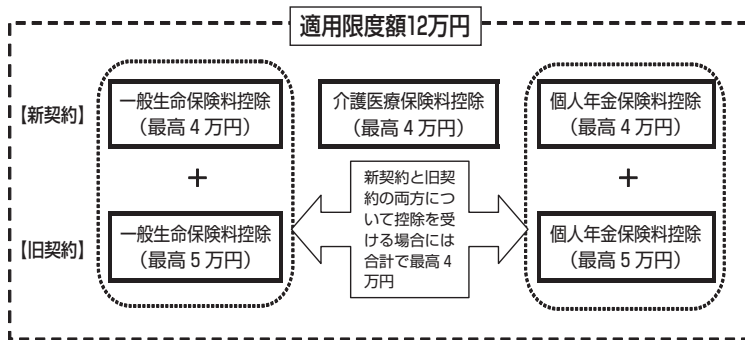 適用限度額12万円
【新契約】
一般生命保険料控除
（最高４万円）
介護医療保険料控除
（最高４万円）
個人年金保険料控除
（最高４万円）
+
新契約と旧契
約の両方につ
いて控除を受
ける場合には
合計で最高４
万円
+
【旧契約】
一般生命保険料控除
（最高５万円）
個人年金保険料控除
（最高５万円）